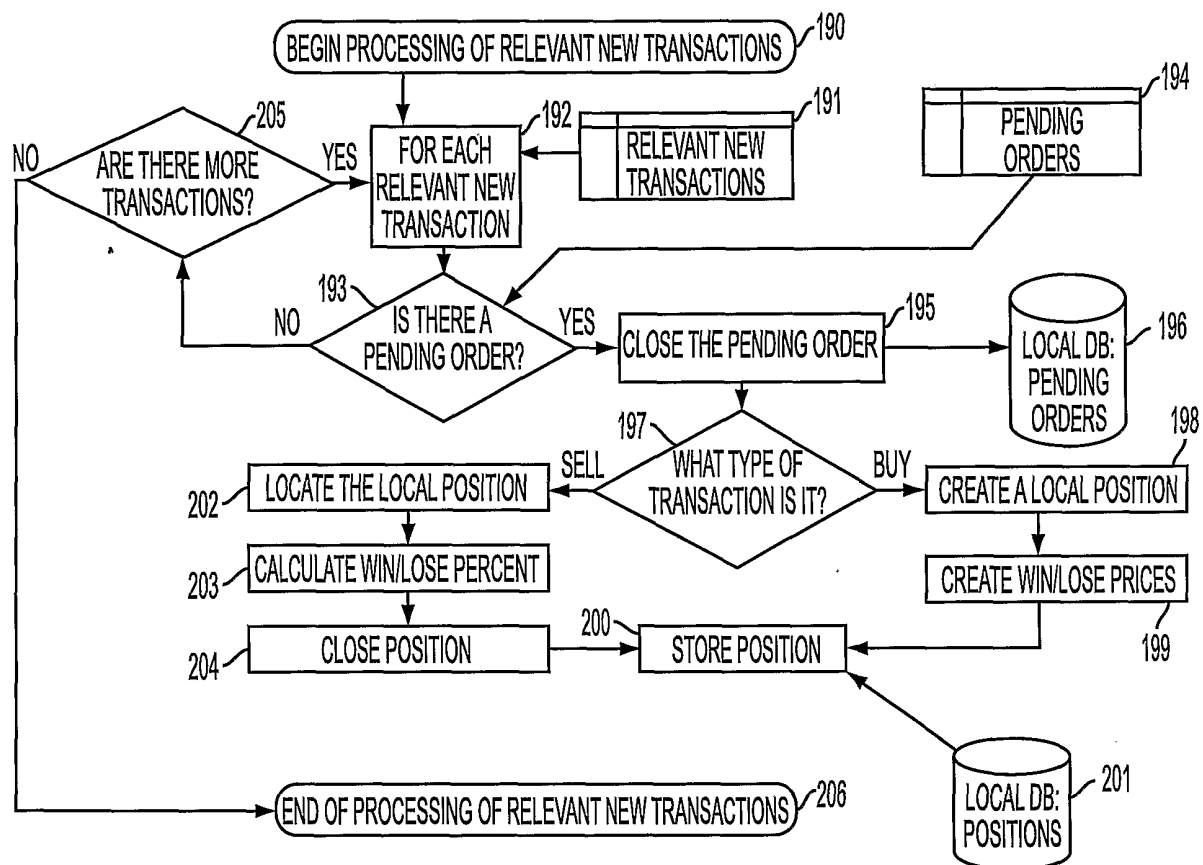 BEGIN PROCESSING OF RELEVANT NEW TRANSACTIONS
190
194
205
192
191
PENDING
ORDERS
NO
ARE THERE MORE
TRANSACTIONS?
YES
FOR EACH
RELEVANT NEW
TRANSACTION
RELEVANT NEW
TRANSACTIONS
193
NO
IS THERE A
PENDING ORDER?
YES
CLOSE THE PENDING ORDER
195
LOCAL DB:
PENDING
ORDERS
196
197
198
SELL
WHAT TYPE OF
TRANSACTION IS IT?
BUY
202
LOCATE THE LOCAL POSITION
CREATE A LOCAL POSITION
203
CALCULATE WIN/LOSE PERCENT
CREATE WIN/LOSE PRICES
199
204
CLOSE POSITION
200
STORE POSITION
LOCAL DB:
POSITIONS
201
END OF PROCESSING OF RELEVANT NEW TRANSACTIONS
206